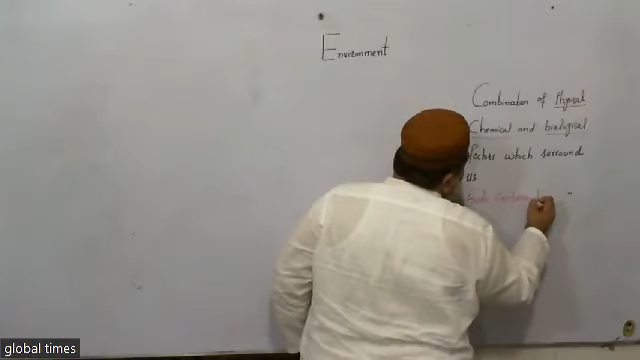 Environment
Combination of Physical
Chemical and biological
factors which surround
us
global times